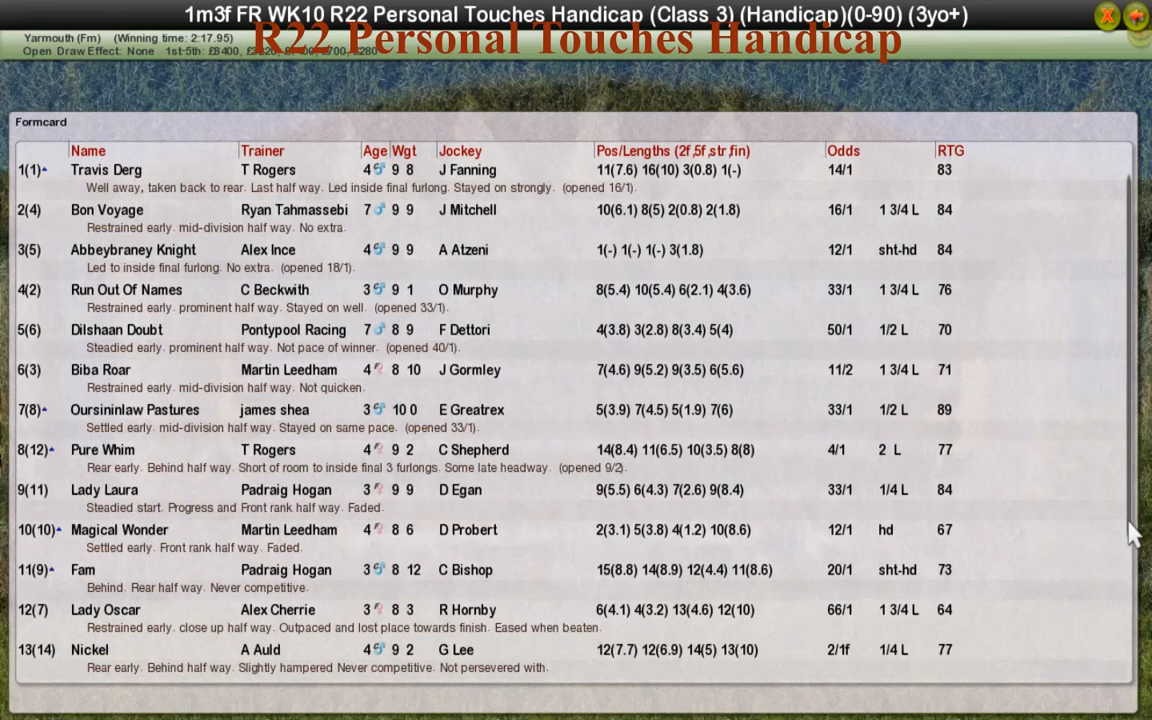 1m3f FR WK10 R22 Personal Touches Handicap (Class 3) (Handicap)(0-90) (3yo+)
R22 Personal Touches Handicap
Yarmouth (Fm) (Winning time: 2:17.95)
Open Draw Effect: None 1st-5th: £8400, £700, £280
Formcard
Name Trainer Age Wgt Jockey Pos/Lengths (2f,5f,str,fin) Odds RTG
1(1) Travis Derg T Rogers 4 9 8 J Fanning 11(7.6) 16(10) 3(0.8) 1(-) 14/1 83
Well away, taken back to rear. Last half way. Led inside final furlong. Stayed on strongly. (opened 16/1).
2(4) Bon Voyage Ryan Tahmassebi 7 9 9 J Mitchell 10(6.1) 8(5) 2(0.8) 2(1.8) 16/1 1 3/4 L 84
Restrained early. mid-division half way. No extra.
3(5) Abbeybraney Knight Alex Ince 4 9 9 A Atzeni 1(-) 1(-) 1(-) 3(1.8) 12/1 sht-hd 84
Led to inside final furlong. No extra. (opened 18/1).
4(2) Run Out Of Names C Beckwith 3 9 1 O Murphy 8(5.4) 10(5.4) 6(2.1) 4(3.6) 33/1 1 3/4 L 76
Restrained early. prominent half way. Stayed on well. (opened 33/1).
5(6) Dilshaan Doubt Pontypool Racing 7 8 9 F Dettori 4(3.8) 3(2.8) 8(3.4) 5(4) 50/1 1/2 L 70
Steadied early. prominent half way. Not pace of winner. (opened 40/1).
6(3) Biba Roar Martin Leedham 4 8 10 J Gormley 7(4.6) 9(5.2) 9(3.5) 6(5.6) 11/2 1 3/4 L 71
Restrained early. mid-division half way. Not quicken.
7(8) Oursininlaw Pastures james shea 3 10 0 E Greatrex 5(3.9) 7(4.5) 5(1.9) 7(6) 33/1 1/2 L 89
Settled early. mid-division half way. Stayed on same pace. (opened 33/1).
8(12) Pure Whim T Rogers 4 9 2 C Shepherd 14(8.4) 11(6.5) 10(3.5) 8(8) 4/1 2 L 77
Rear early. Behind half way. Short of room to inside final 3 furlongs. Some late headway. (opened 9/2).
9(11) Lady Laura Padraig Hogan 3 9 9 D Egan 9(5.5) 6(4.3) 7(2.6) 9(8.4) 33/1 1/4 L 84
Steadied start. Progress and Front rank half way. Faded.
10(10) Magical Wonder Martin Leedham 4 8 6 D Probert 2(3.1) 5(3.8) 4(1.2) 10(8.6) 12/1 hd 67
Settled early. Front rank half way. Faded.
11(9) Fam Padraig Hogan 3 8 12 C Bishop 15(8.8) 14(8.9) 12(4.4) 11(8.6) 20/1 sht-hd 73
Behind. Rear half way. Never competitive.
12(7) Lady Oscar Alex Cherrie 3 8 3 R Hornby 6(4.1) 4(3.2) 13(4.6) 12(10) 66/1 1 3/4 L 64
Restrained early. close up half way. Outpaced and lost place towards finish. Eased when beaten.
13(14) Nickel A Auld 4 9 2 G Lee 12(7.7) 12(6.9) 14(5) 13(10) 2/1f 1/4 L 77
Rear early. Behind half way. Slightly hampered Never competitive. Not persevered with.